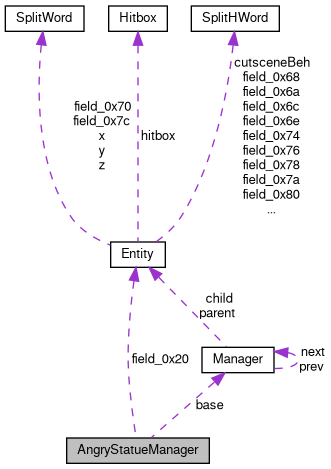 SplitWord
Hitbox
SplitHWord
field_0x70
field_0x7c
x
y
z
hitbox
cutsceneBeh
field_0x68
field_0x6a
field_0x6c
field_0x6e
field_0x74
field_0x76
field_0x78
field_0x7a
field_0x80
...
Entity
child
parent
field_0x20
Manager
next
prev
base
AngryStatueManager